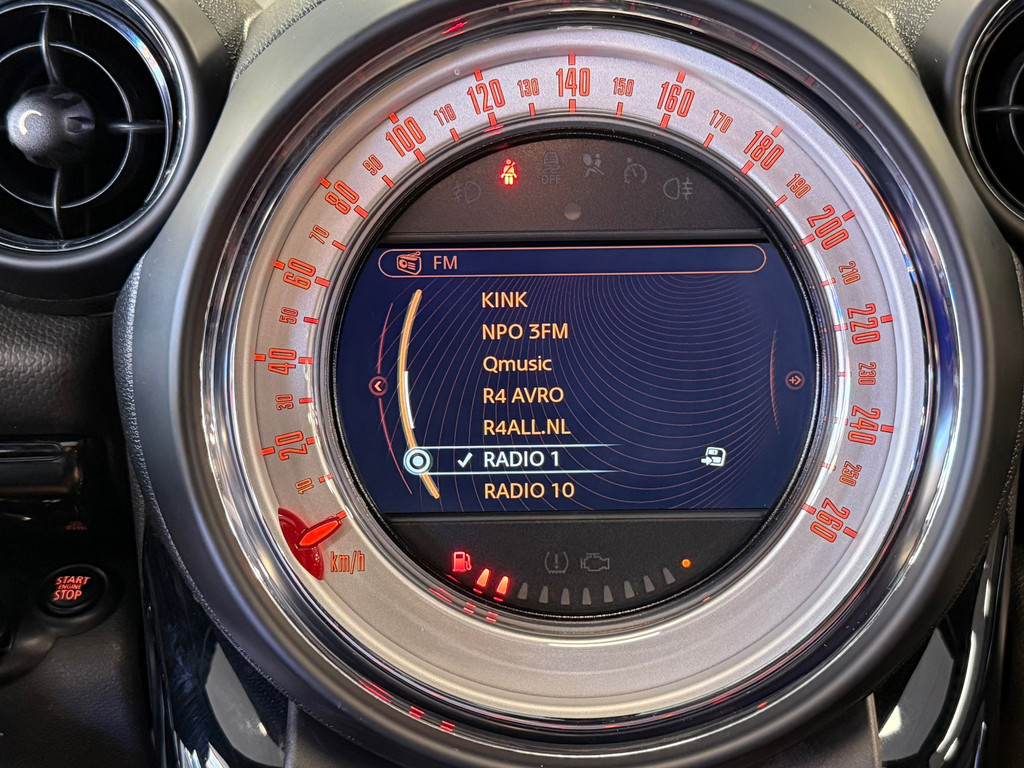 140
130
150
120
160
110
170
100
180
90
190
80
200
70
210
60
220
50
230
40
240
30
250
20
260
10
km/h
OFF
FM
KINK
NPO 3FM
Qmusic
R4 AVRO
R4ALL.NL
RADIO 1
RADIO 10
START
ENGINE
STOP